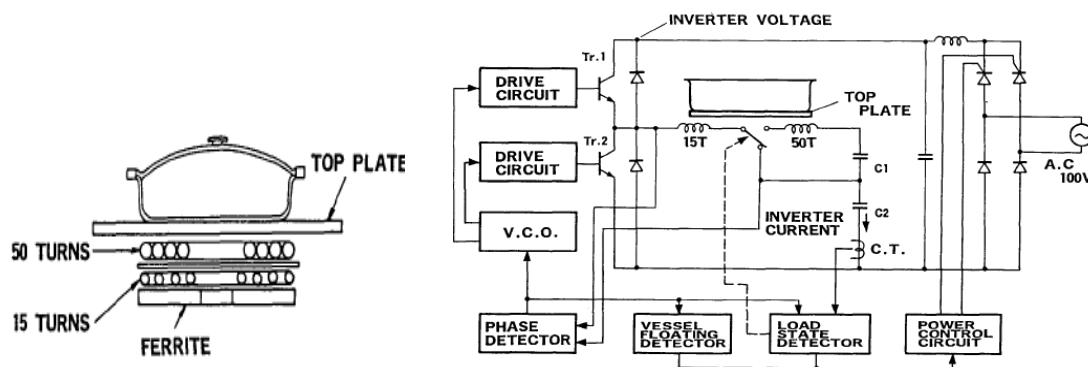 TOP PLATE
50 TURNS
15 TURNS
FERRITE
INVERTER VOLTAGE
Tr.1
DRIVE
CIRCUIT
TOP
PLATE
Tr.2
DRIVE
CIRCUIT
15T
50T
C1
A.C
100V
V.C.O.
INVERTER
CURRENT
C2
C.T.
PHASE
DETECTOR
VESSEL
FLOATING
DETECTOR
LOAD
STATE
DETECTOR
POWER
CONTROL
CIRCUIT